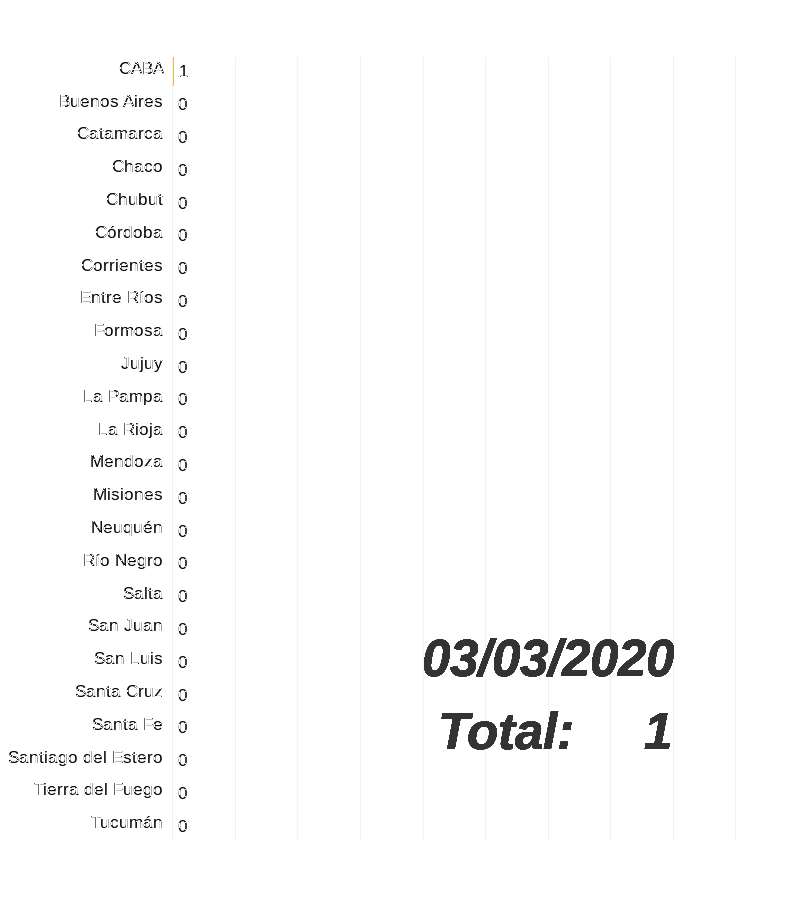 CABA 1
Buenos Aires 0
Catamarca 0
Chaco 0
Chubut 0
Córdoba 0
Corrientes 0
Entre Ríos 0
Formosa 0
Jujuy 0
La Pampa 0
La Rioja 0
Mendoza 0
Misiones 0
Neuquén 0
Río Negro 0
Salta 0
San Juan 0
San Luis 0
Santa Cruz 0
Santa Fe 0
Santiago del Estero 0
Tierra del Fuego 0
Tucumán 0
03/03/2020
Total: 1